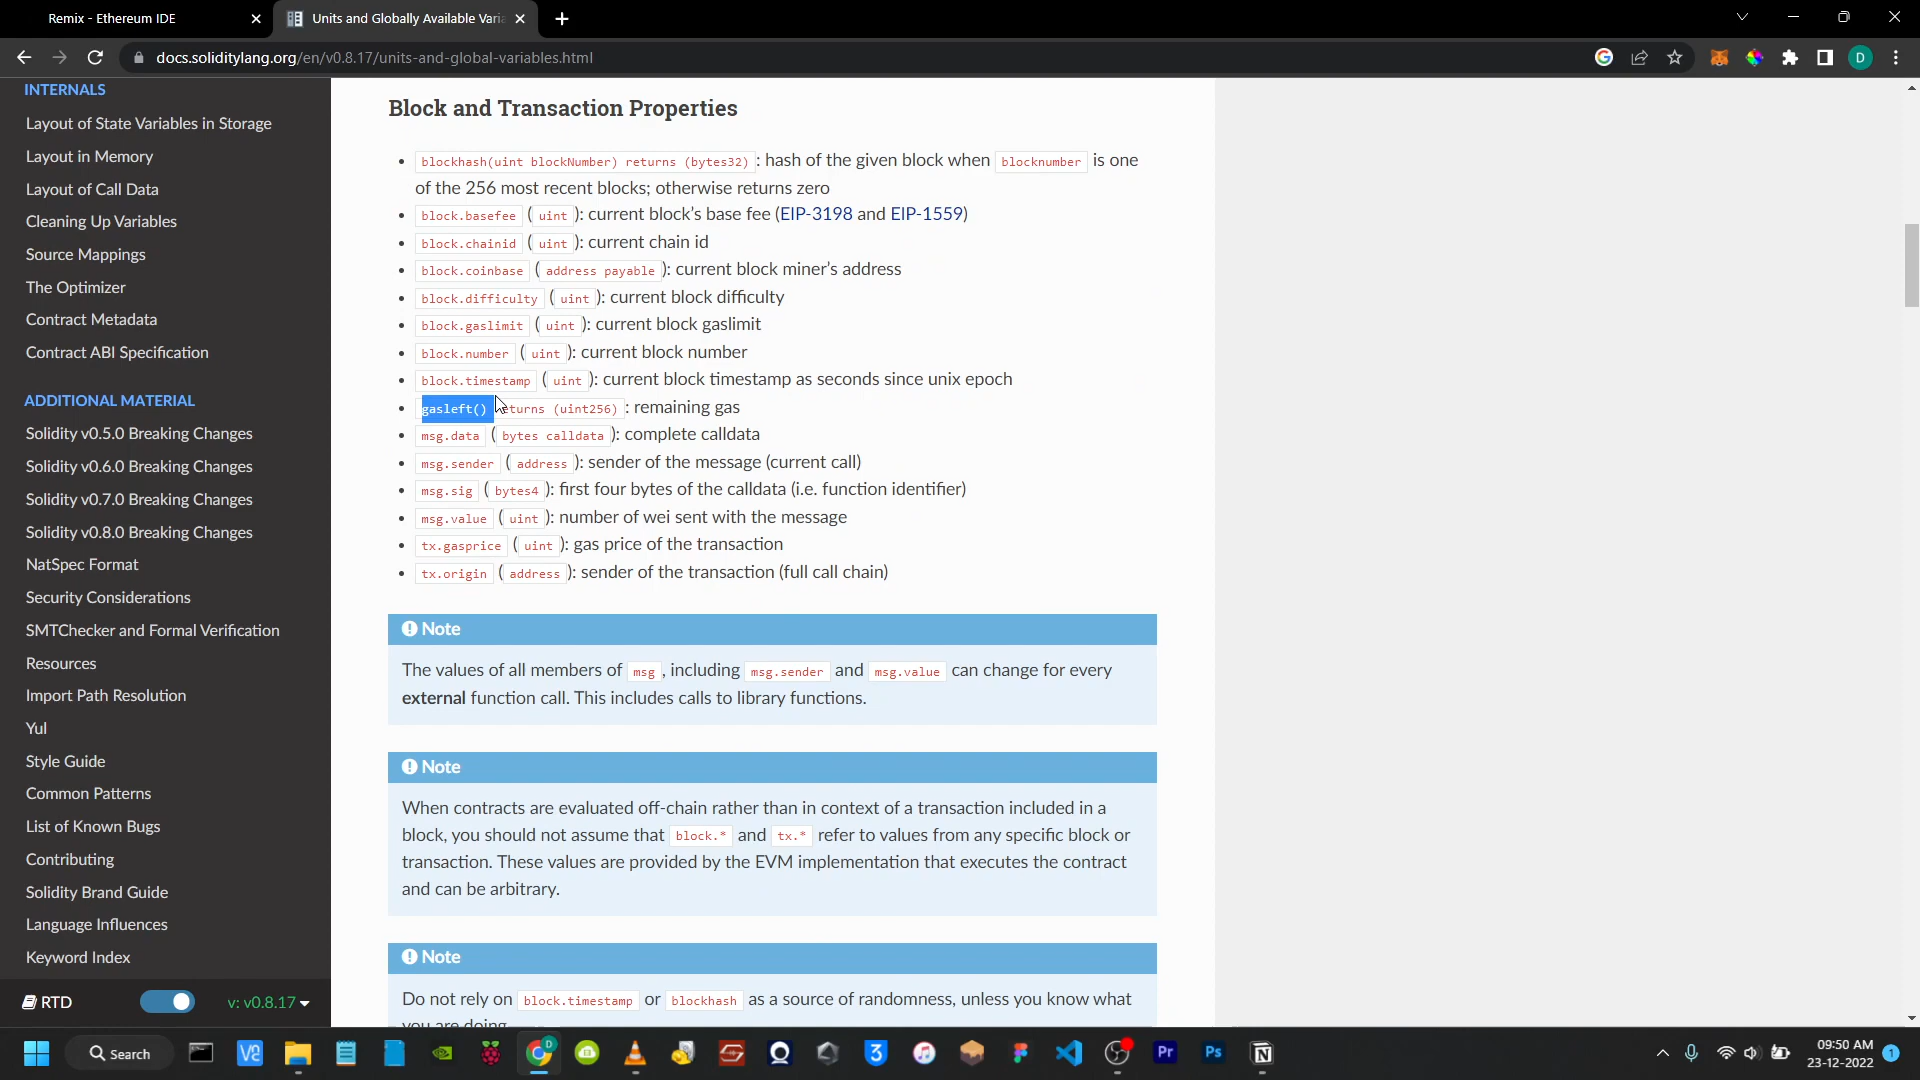 Remix - Ethereum IDE
Units and Globally Available Varia
docs.soliditylang.org/en/v0.8.17/units-and-global-variables.html
D
INTERNALS
Layout of State Variables in Storage
Layout in Memory
Layout of Call Data
Cleaning Up Variables
Source Mappings
The Optimizer
Contract Metadata
Contract ABI Specification
ADDITIONAL MATERIAL
Solidity v0.5.0 Breaking Changes
Solidity v0.6.0 Breaking Changes
Solidity v0.7.0 Breaking Changes
Solidity v0.8.0 Breaking Changes
NatSpec Format
Security Considerations
SMTChecker and Formal Verification
Resources
Import Path Resolution
Yul
Style Guide
Common Patterns
List of Known Bugs
Contributing
Solidity Brand Guide
Language Influences
Keyword Index
RTD
v: v0.8.17
Block and Transaction Properties
blockhash(uint blockNumber) returns (bytes32) : hash of the given block when blocknumber is one
of the 256 most recent blocks; otherwise returns zero
block.basefee ( uint ): current block's base fee (EIP-3198 and EIP-1559)
block.chainid ( uint ): current chain id
block.coinbase ( address payable ): current block miner's address
block.difficulty ( uint ): current block difficulty
block.gaslimit ( uint ): current block gaslimit
block.number ( uint ): current block number
block.timestamp ( uint ): current block timestamp as seconds since unix epoch
gasleft() returns (uint256) : remaining gas
msg.data ( bytes calldata ): complete calldata
msg.sender ( address ): sender of the message (current call)
msg.sig ( bytes4 ): first four bytes of the calldata (i.e. function identifier)
msg.value ( uint ): number of wei sent with the message
tx.gasprice ( uint ): gas price of the transaction
tx.origin ( address ): sender of the transaction (full call chain)
Note
The values of all members of msg , including msg.sender and msg.value can change for every
external function call. This includes calls to library functions.
Note
When contracts are evaluated off-chain rather than in context of a transaction included in a
block, you should not assume that block.* and tx.* refer to values from any specific block or
transaction. These values are provided by the EVM implementation that executes the contract
and can be arbitrary.
Note
Do not rely on block.timestamp or blockhash as a source of randomness, unless you know what
you are doing.
Search
Pr
Ps
09:50 AM
23-12-2022
1